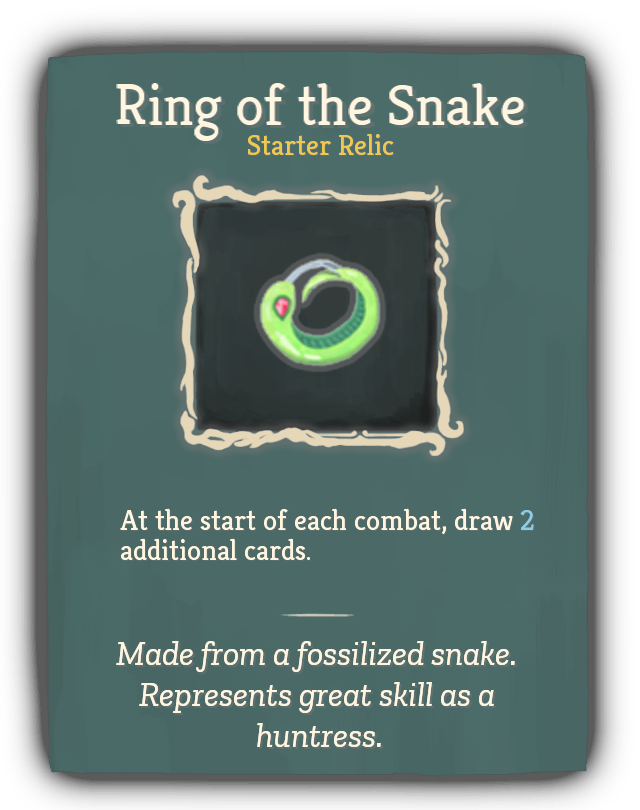 Ring of the Snake
Starter Relic
At the start of each combat, draw 2
additional cards.
Made from a fossilized snake.
Represents great skill as a
huntress.